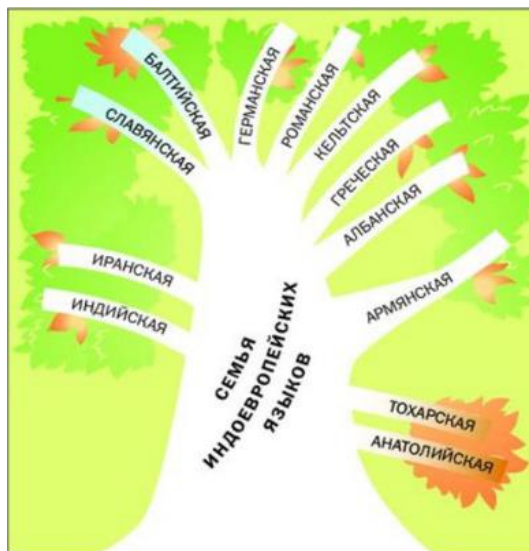 БАЛТИЙСКАЯ
СЛАВЯНСКАЯ
ГЕРМАНСКАЯ
РОМАНСКАЯ
КЕЛЬТСКАЯ
ГРЕЧЕСКАЯ
АЛБАНСКАЯ
АРМЯНСКАЯ
ИРАНСКАЯ
ИНДИЙСКАЯ
СЕМЬЯ
ИНДОЕВРОПЕЙСКИХ
ЯЗЫКОВ
ТОХАРСКАЯ
АНАТОЛИЙСКАЯ